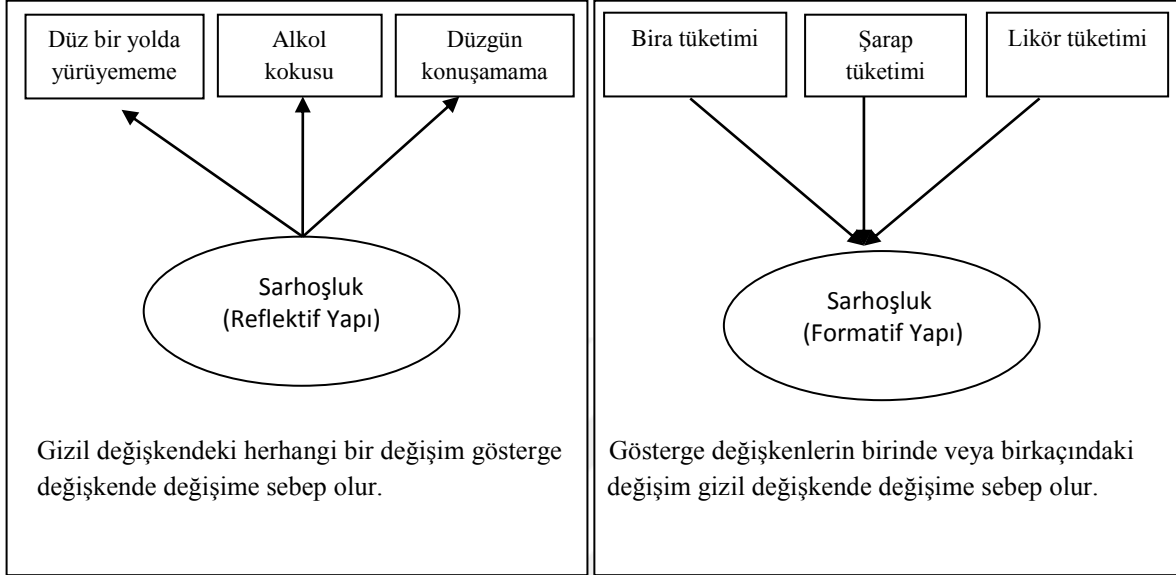 Düz bir yolda
yürüyememe
Alkol
kokusu
Düzgün
konuşamama
Sarhoşluk
(Reflektif Yapı)
Gizil değişkendeki herhangi bir değişim gösterge
değişkende değişime sebep olur.
Bira tüketimi
Şarap
tüketimi
Likör tüketimi
Sarhoşluk
(Formatif Yapı)
Gösterge değişkenlerin birinde veya birkaçındaki
değişim gizil değişkende değişime sebep olur.